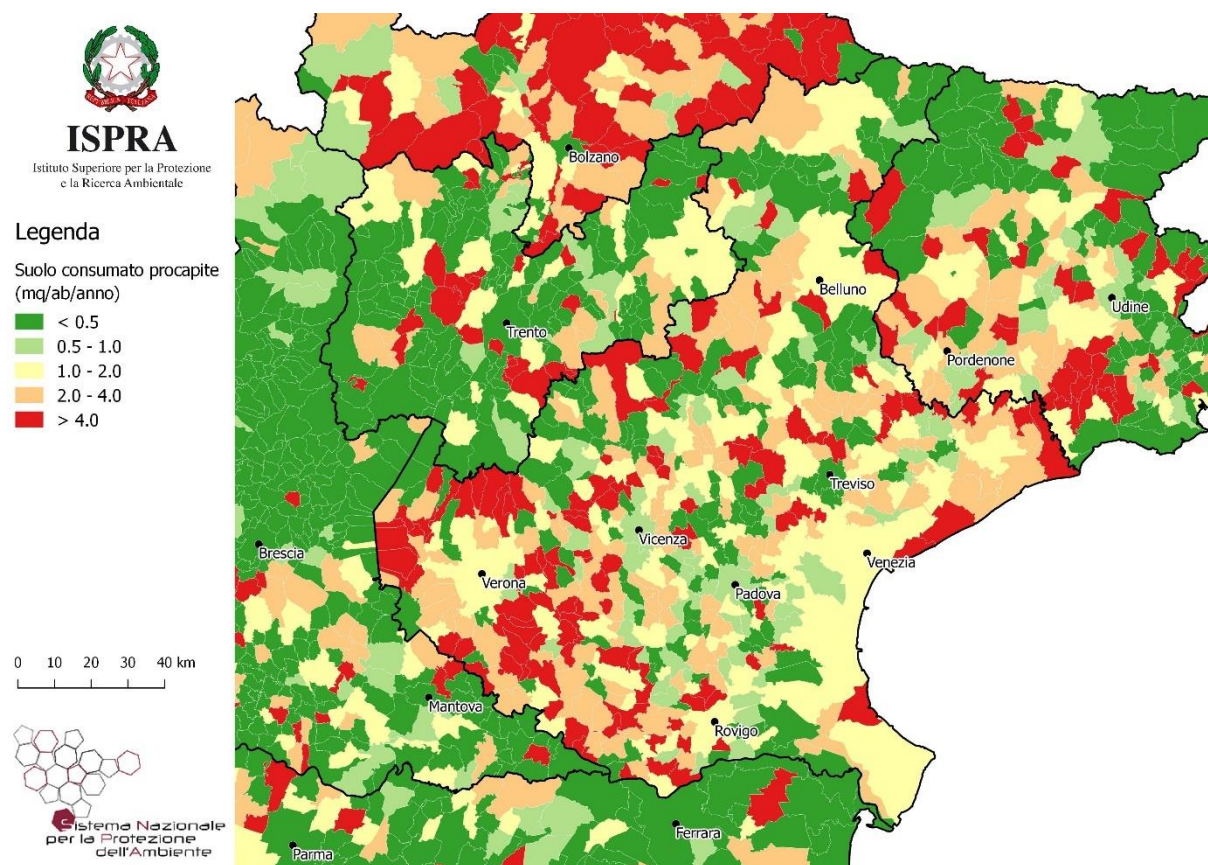 REPVBBLICA ITALIANA
ISPRA
Istituto Superiore per la Protezione
e la Ricerca Ambientale
Legenda
Suolo consumato procapite
(mq/ab/anno)
< 0.5
0.5 - 1.0
1.0 - 2.0
2.0 - 4.0
> 4.0
0 10 20 30 40 km
Sistema Nazionale
per la Protezione
dell'Ambiente
Bolzano
Belluno
Udine
Trento
Pordenone
Treviso
Vicenza
Brescia
Venezia
Verona
Padova
Mantova
Rovigo
Ferrara
Parma